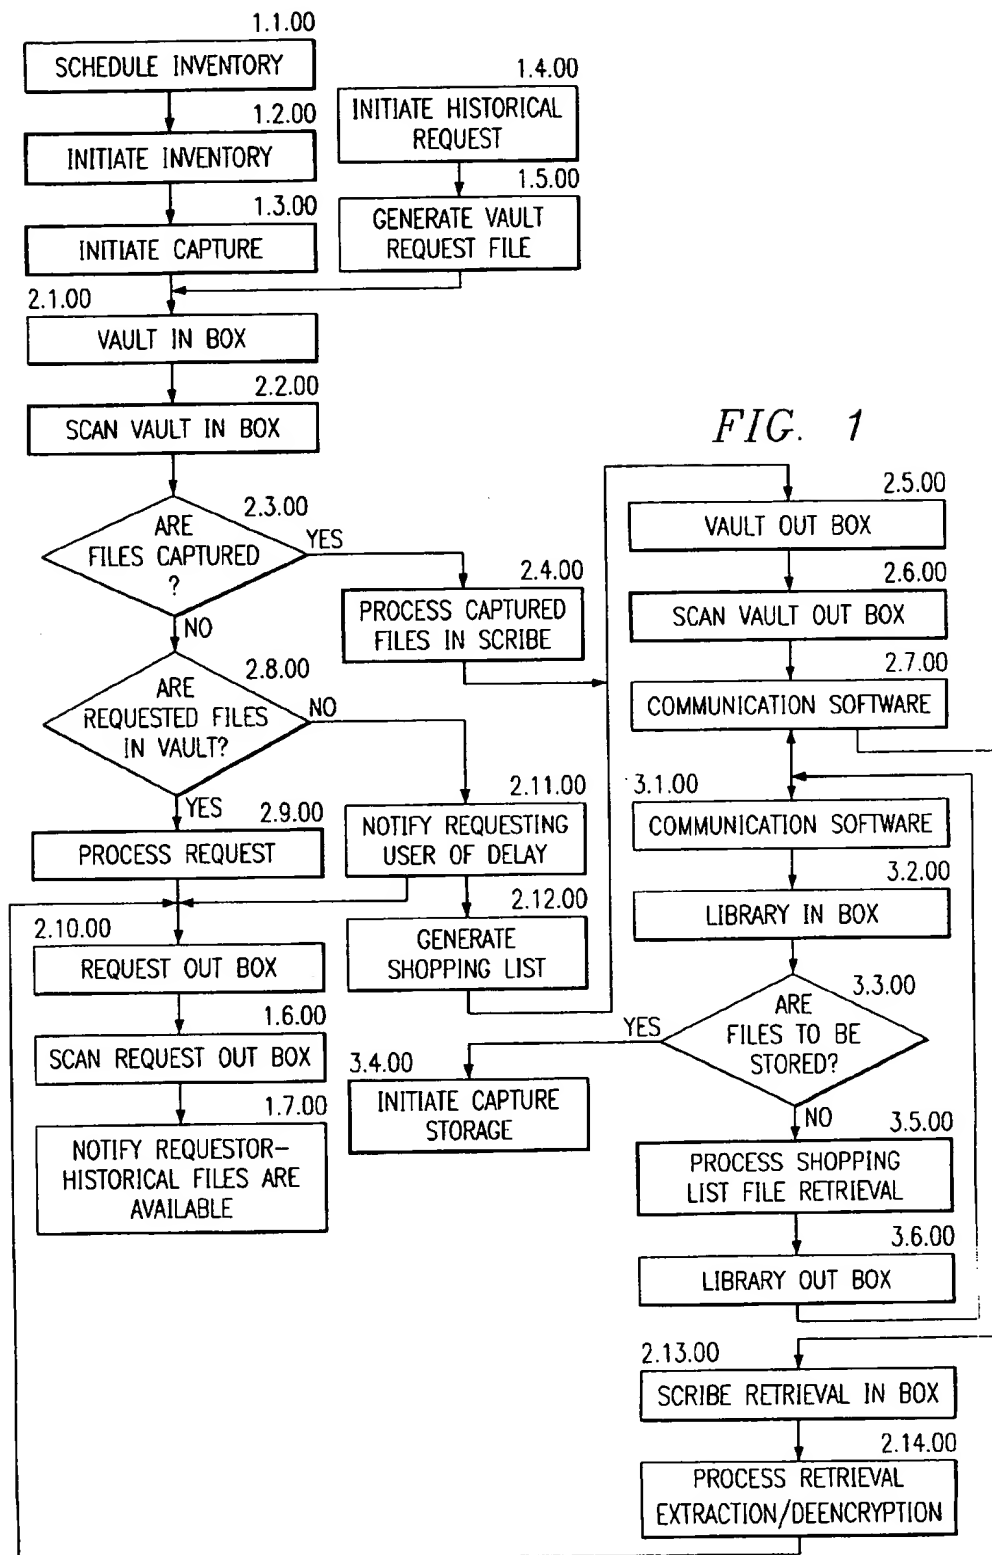 1.1.00
SCHEDULE INVENTORY
1.2.00
INITIATE INVENTORY
1.3.00
INITIATE CAPTURE
1.4.00
INITIATE HISTORICAL
REQUEST
1.5.00
GENERATE VAULT
REQUEST FILE
2.1.00
VAULT IN BOX
2.2.00
SCAN VAULT IN BOX
2.3.00
ARE
FILES CAPTURED
?
YES
NO
2.4.00
PROCESS CAPTURED
FILES IN SCRIBE
2.8.00
ARE
REQUESTED FILES
IN VAULT?
NO
YES
2.9.00
PROCESS REQUEST
2.11.00
NOTIFY REQUESTING
USER OF DELAY
2.12.00
GENERATE
SHOPPING LIST
2.10.00
REQUEST OUT BOX
1.6.00
SCAN REQUEST OUT BOX
1.7.00
NOTIFY REQUESTOR–
HISTORICAL FILES ARE
AVAILABLE
FIG. 1
2.5.00
VAULT OUT BOX
2.6.00
SCAN VAULT OUT BOX
2.7.00
COMMUNICATION SOFTWARE
3.1.00
COMMUNICATION SOFTWARE
3.2.00
LIBRARY IN BOX
3.3.00
ARE
FILES TO BE
STORED?
YES
NO
3.4.00
INITIATE CAPTURE
STORAGE
3.5.00
PROCESS SHOPPING
LIST FILE RETRIEVAL
3.6.00
LIBRARY OUT BOX
2.13.00
SCRIBE RETRIEVAL IN BOX
2.14.00
PROCESS RETRIEVAL
EXTRACTION/DEENCRYPTION